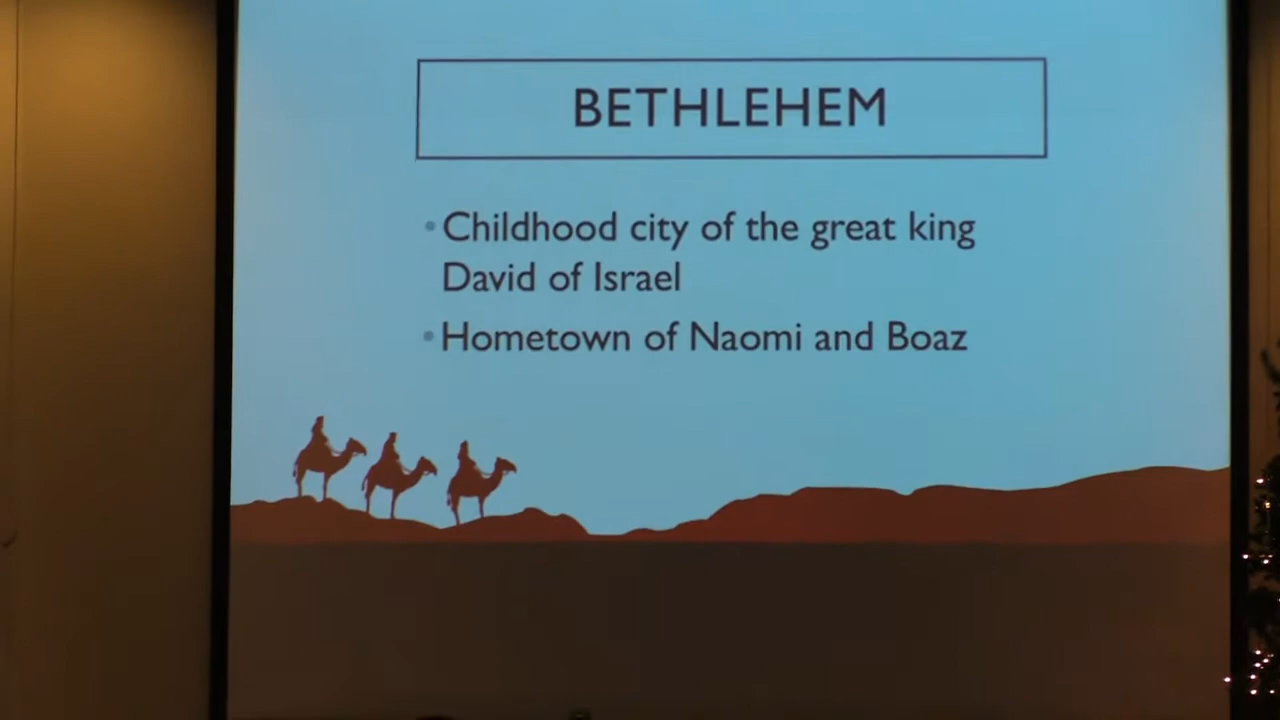 BETHLEHEM
•Childhood city of the great king
David of Israel
•Hometown of Naomi and Boaz